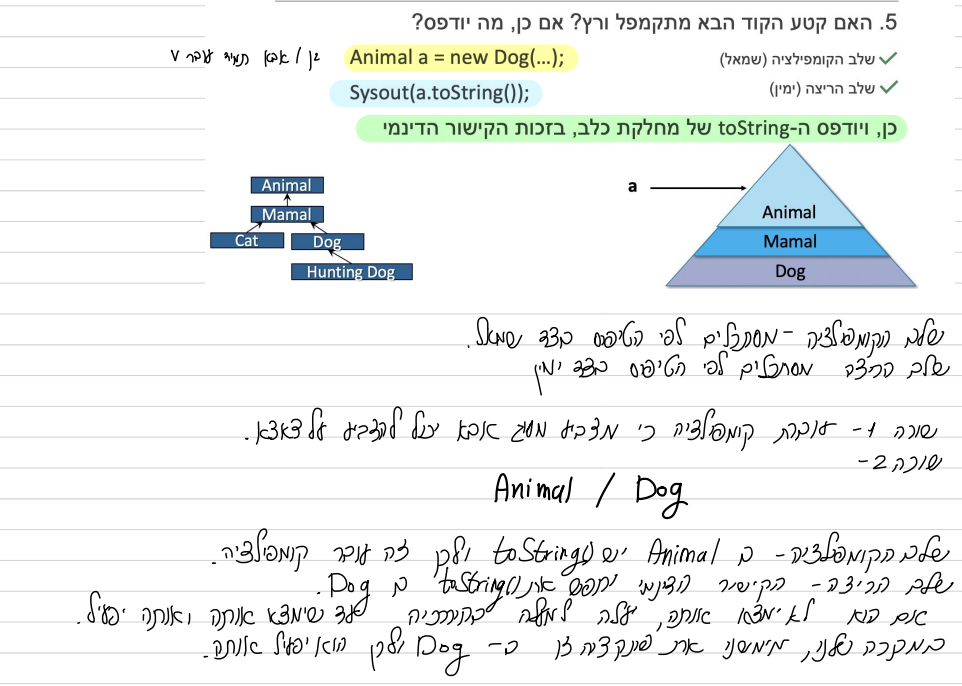 5. האם קטע הקוד הבא מתקמפל ורץ? אם כן, מה יודפס?
שלב הקומפילציה (שמאל)
Animal a = new Dog(...);
כן / אבא תמיד עובר V
שלב הריצה (ימין)
Sysout(a.toString());
כן, ויודפס ה-toString של מחלקת כלב, בזכות הקישור הדינמי
Animal
Mamal
Cat
Dog
Hunting Dog
a
Animal
Mamal
Dog
שלב הקומפילציה - מסתכלים לפי הטיפוס בצד שמאל.
שלב הריצה מסתכלים לפי הטיפוס בצד ימין
שורה 1 - עוברת קומפילציה כי מצביע מסוג אבא יכול להצביע על צאצא.
שורה 2-
Animal / Dog
שלב הקומפילציה - ב Animal יש toString() ולכן זה עובר קומפילציה.
שלב הריצה - הקישור הדינמי יחפש את toString() ב Dog.
אם הוא לא ימצא אותה, יעלה למעלה בהיררכיה עד שימצא אותה ואותה יפעיל.
במקרה שלנו, מימשנו את פונקציה זו ב- Dog ולכן הוא יפעיל אותה.